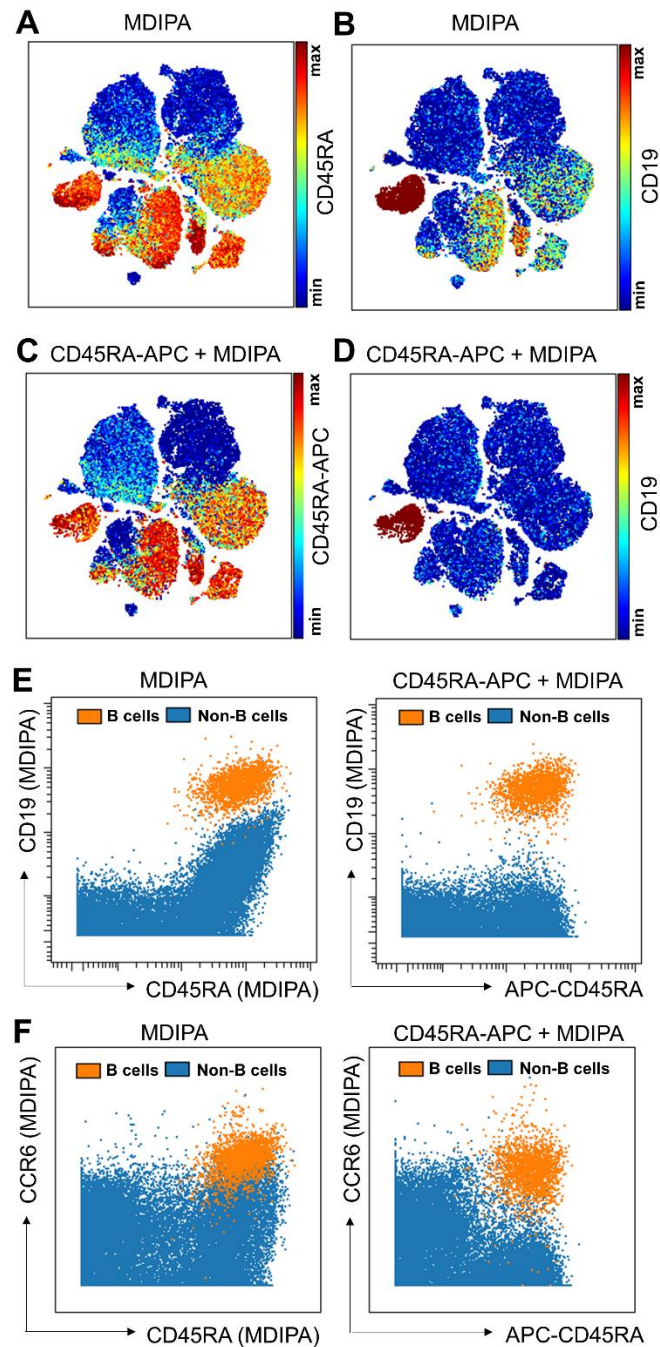 A MDIPA
max
CD45RA
min
B MDIPA
max
CD19
min
C CD45RA-APC + MDIPA
max
CD45RA-APC
min
D CD45RA-APC + MDIPA
max
CD19
min
E MDIPA
B cells Non-B cells
CD19 (MDIPA)
CD45RA (MDIPA)
CD45RA-APC + MDIPA
B cells Non-B cells
CD19 (MDIPA)
APC-CD45RA
F MDIPA
B cells Non-B cells
CCR6 (MDIPA)
CD45RA (MDIPA)
CD45RA-APC + MDIPA
B cells Non-B cells
CCR6 (MDIPA)
APC-CD45RA